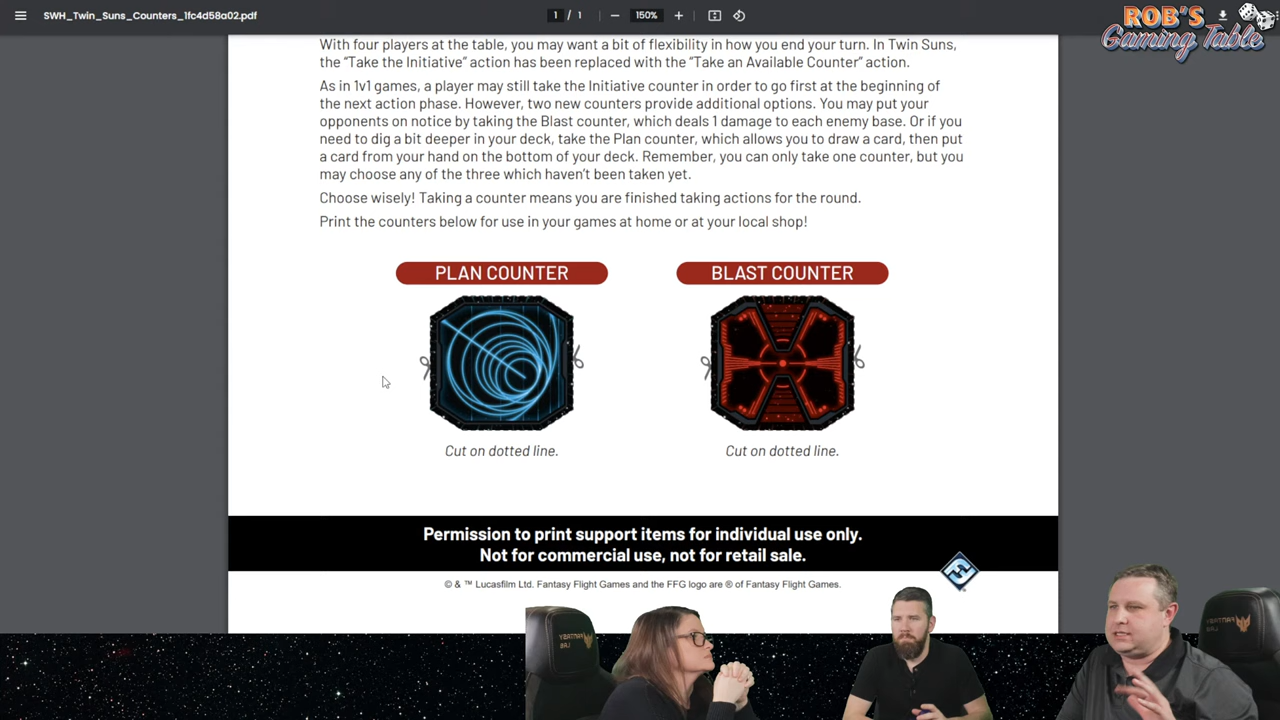 SWH_Twin_Suns_Counters_1fc4d58a02.pdf
1 / 1
150%
ROB'S
Gaming Table
With four players at the table, you may want a bit of flexibility in how you end your turn. In Twin Suns,
the “Take the Initiative” action has been replaced with the “Take an Available Counter” action.
As in 1v1 games, a player may still take the Initiative counter in order to go first at the beginning of
the next action phase. However, two new counters provide additional options. You may put your
opponents on notice by taking the Blast counter, which deals 1 damage to each enemy base. Or if you
need to dig a bit deeper in your deck, take the Plan counter, which allows you to draw a card, then put
a card from your hand on the bottom of your deck. Remember, you can only take one counter, but you
may choose any of the three which haven’t been taken yet.
Choose wisely! Taking a counter means you are finished taking actions for the round.
Print the counters below for use in your games at home or at your local shop!
PLAN COUNTER
BLAST COUNTER
Cut on dotted line.
Cut on dotted line.
Permission to print support items for individual use only.
Not for commercial use, not for retail sale.
© & ™ Lucasfilm Ltd. Fantasy Flight Games and the FFG logo are ® of Fantasy Flight Games.